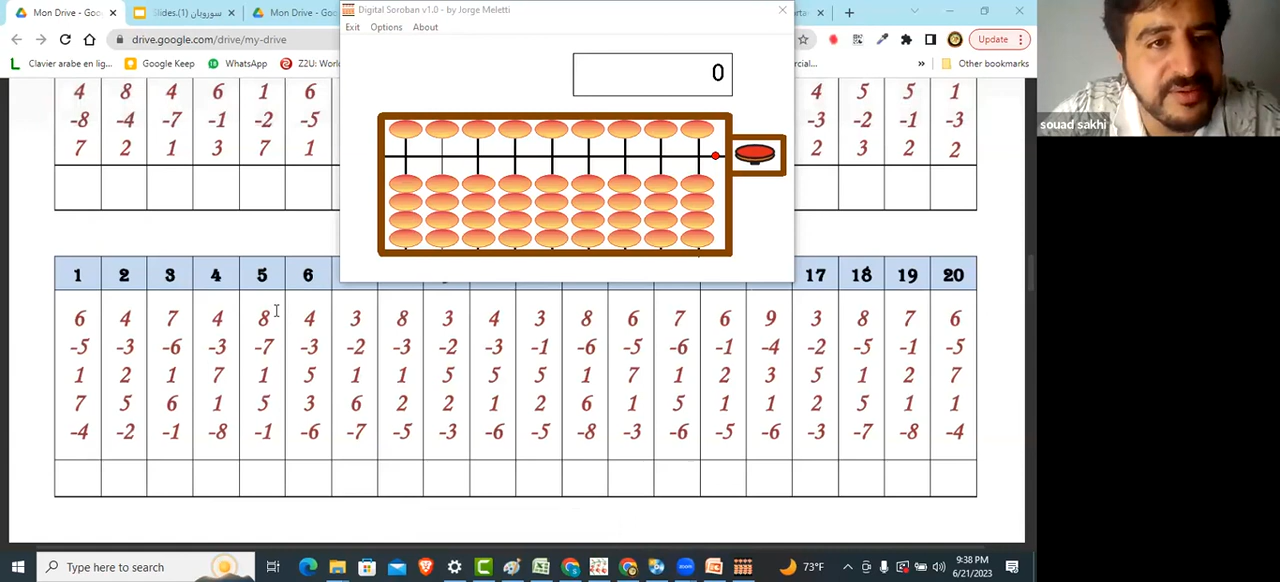 Mon Drive - Goo
Slides.(1) سوروبان
Mon Drive - Goo
Digital Soroban v1.0 - by Jorge Meletti
drive.google.com/drive/my-drive
Exit Options About
Update
Clavier arabe en lig...
Google Keep
WhatsApp
Z2U: Worl
rcial...
Other bookmarks
0
souad sakhi
4 8 4 6 1 6 4 5 5 1
-8 -4 -7 -1 -2 -5 -3 -2 -1 -3
7 2 1 3 7 1 2 3 2 2
1 2 3 4 5 6 17 18 19 20
6 4 7 4 8 4 3 8 3 4 3 8 6 7 6 9 3 8 7 6
-5 -3 -6 -3 -7 -3 -2 -3 -2 -3 -1 -6 -5 -6 -1 -4 -2 -5 -1 -5
1 2 1 7 1 5 1 1 5 5 5 1 7 1 2 3 5 1 2 7
7 5 6 1 5 3 6 2 2 1 2 6 1 5 1 1 2 5 1 1
-4 -2 -1 -8 -1 -6 -7 -5 -3 -6 -5 -8 -3 -6 -5 -6 -3 -7 -8 -4
Type here to search
73°F
9:38 PM
6/21/2023